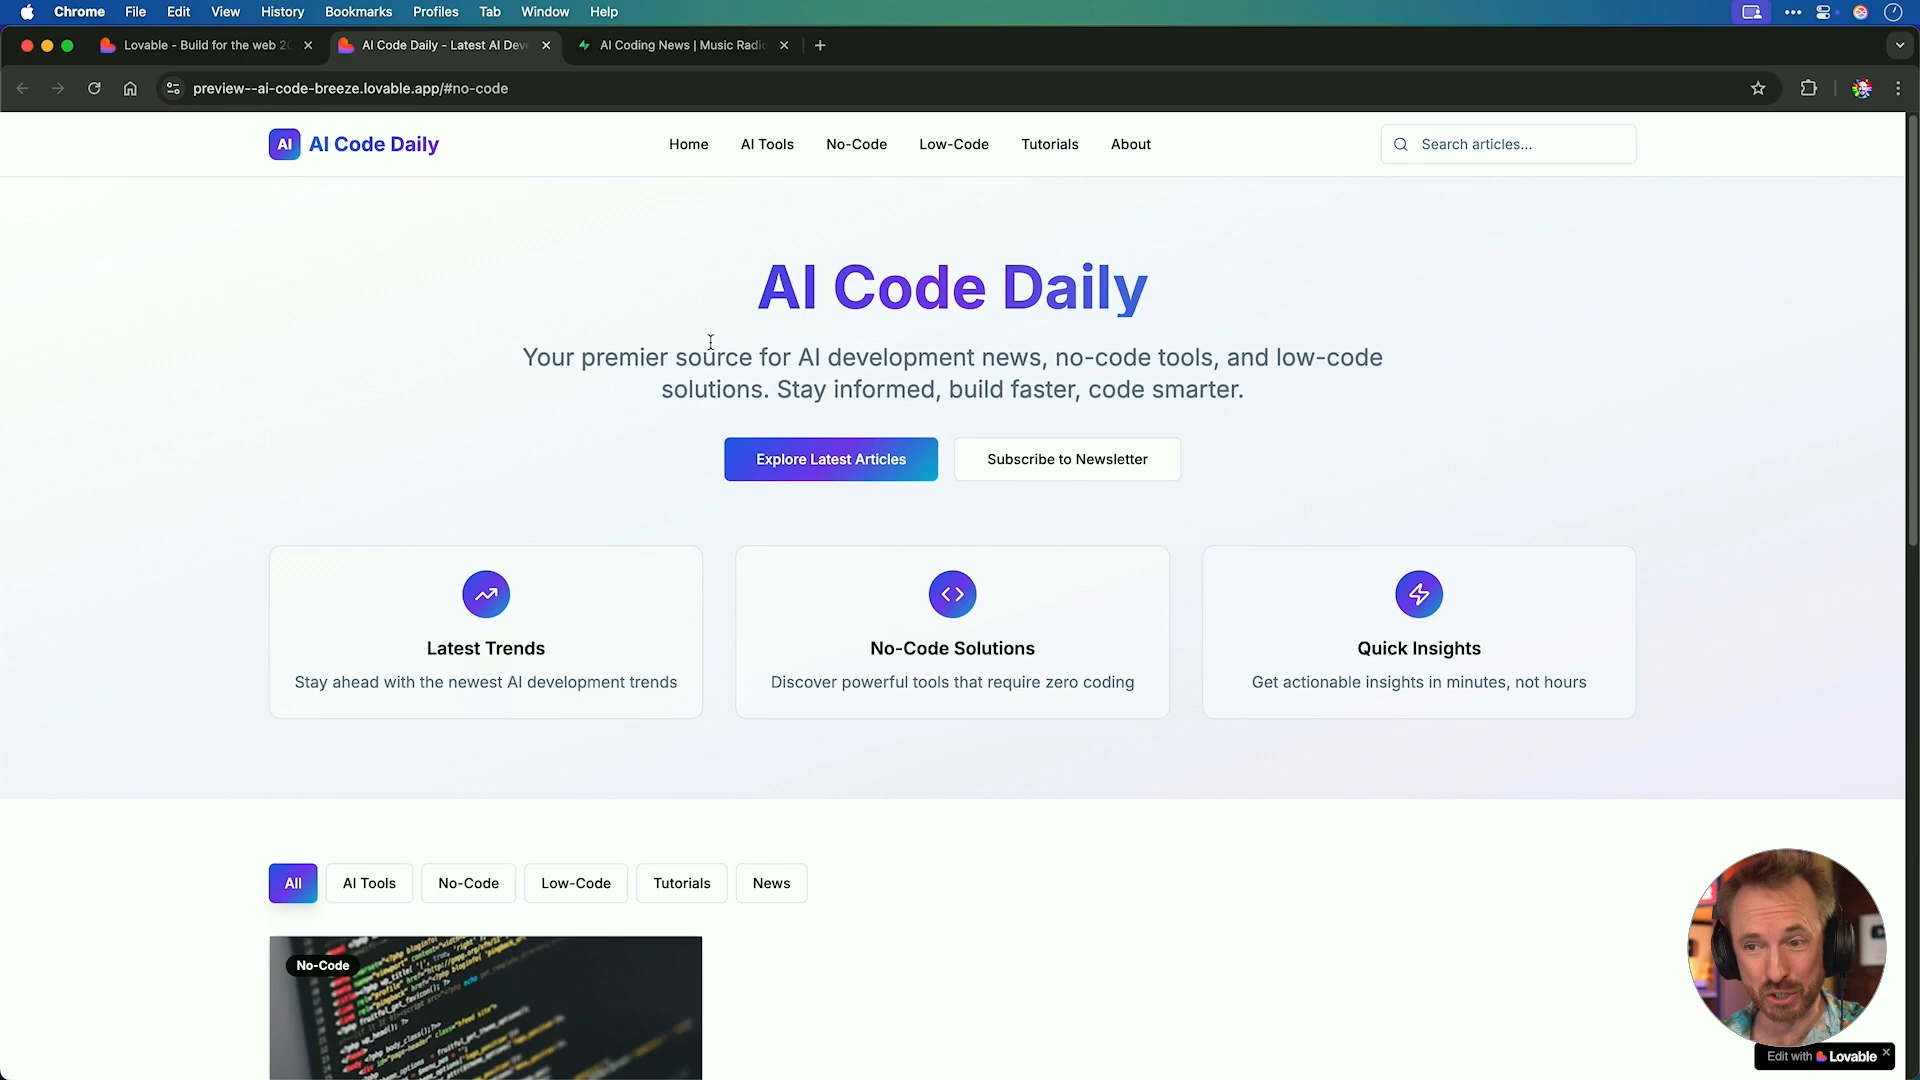 Chrome File Edit View History Bookmarks Profiles Tab Window Help
Lovable - Build for the web 2
AI Code Daily - Latest AI Dev
AI Coding News | Music Radi
preview--ai-code-breeze.lovable.app/#no-code
AI AI Code Daily
Home AI Tools No-Code Low-Code Tutorials About
Search articles...
AI Code Daily
Your premier source for AI development news, no-code tools, and low-code
solutions. Stay informed, build faster, code smarter.
Explore Latest Articles Subscribe to Newsletter
Latest Trends
Stay ahead with the newest AI development trends
No-Code Solutions
Discover powerful tools that require zero coding
Quick Insights
Get actionable insights in minutes, not hours
All AI Tools No-Code Low-Code Tutorials News
No-Code
Edit with Lovable